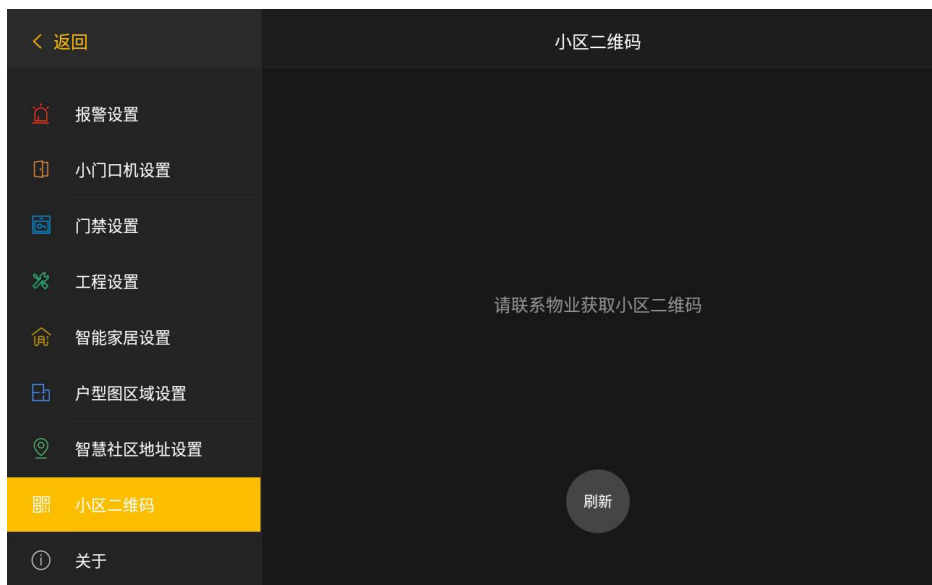 返回
小区二维码
报警设置
小门口机设置
门禁设置
工程设置
智能家居设置
户型图区域设置
智慧社区地址设置
小区二维码
关于
请联系物业获取小区二维码
刷新